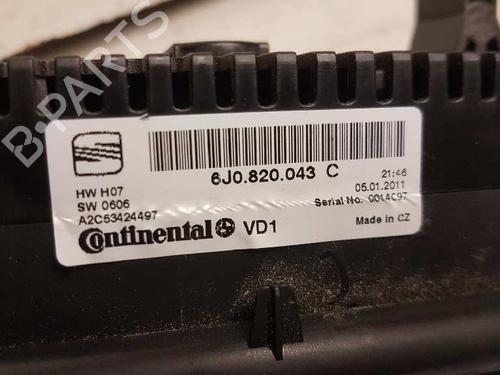 B-PARTS
6J0.820.043 C
HW H07
SW 0606
A2C53424497
21:46
05.01.2011
Serial No. 0014C97
Continental VD1
Made in CZ